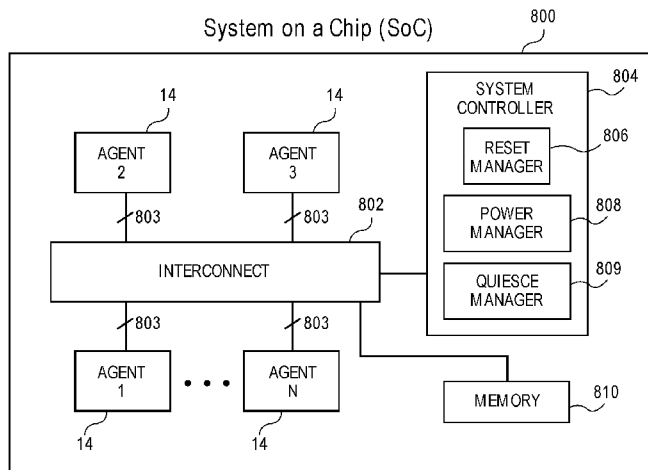 System on a Chip (SoC)
800
14
14
SYSTEM
CONTROLLER
804
AGENT
2
AGENT
3
RESET
MANAGER
806
803
803
802
POWER
MANAGER
808
INTERCONNECT
QUIESCE
MANAGER
809
803
803
AGENT
1
• • •
AGENT
N
MEMORY
810
14
14